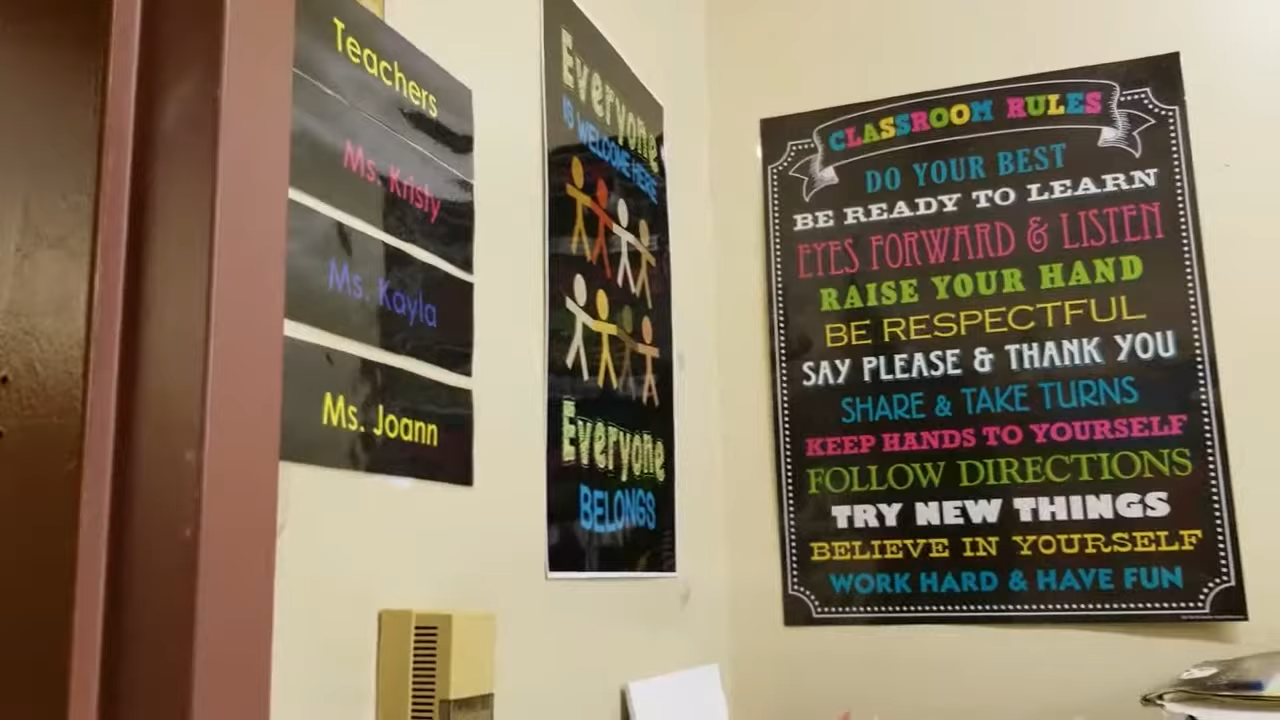 Teachers
Ms. Kristy
Ms. Kayla
Ms. Joann
Everyone
IS WELCOME HERE
Everyone
BELONGS
CLASSROOM RULES
DO YOUR BEST
BE READY TO LEARN
EYES FORWARD & LISTEN
RAISE YOUR HAND
BE RESPECTFUL
SAY PLEASE & THANK YOU
SHARE & TAKE TURNS
KEEP HANDS TO YOURSELF
FOLLOW DIRECTIONS
TRY NEW THINGS
BELIEVE IN YOURSELF
WORK HARD & HAVE FUN